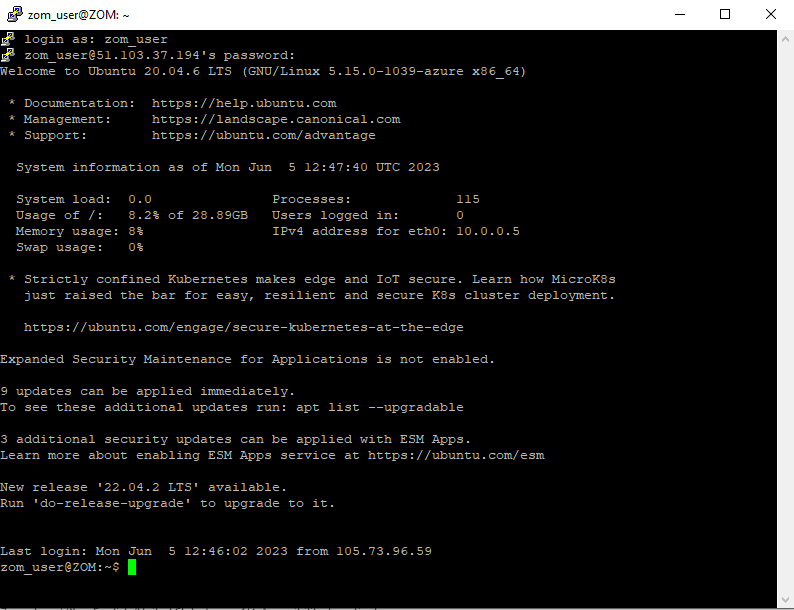 zom_user@ZOM: ~
login as: zom_user
zom_user@51.103.37.194's password:
Welcome to Ubuntu 20.04.6 LTS (GNU/Linux 5.15.0-1039-azure x86_64)
* Documentation:  https://help.ubuntu.com
* Management:     https://landscape.canonical.com
* Support:        https://ubuntu.com/advantage
System information as of Mon Jun  5 12:47:40 UTC 2023
System load:  0.0               Processes:             115
Usage of /:   8.2% of 28.89GB   Users logged in:       0
Memory usage: 8%                IPv4 address for eth0: 10.0.0.5
Swap usage:   0%
* Strictly confined Kubernetes makes edge and IoT secure. Learn how MicroK8s
just raised the bar for easy, resilient and secure K8s cluster deployment.
https://ubuntu.com/engage/secure-kubernetes-at-the-edge
Expanded Security Maintenance for Applications is not enabled.
9 updates can be applied immediately.
To see these additional updates run: apt list --upgradable
3 additional security updates can be applied with ESM Apps.
Learn more about enabling ESM Apps service at https://ubuntu.com/esm
New release '22.04.2 LTS' available.
Run 'do-release-upgrade' to upgrade to it.
Last login: Mon Jun  5 12:46:02 2023 from 105.73.96.59
zom_user@ZOM:~$